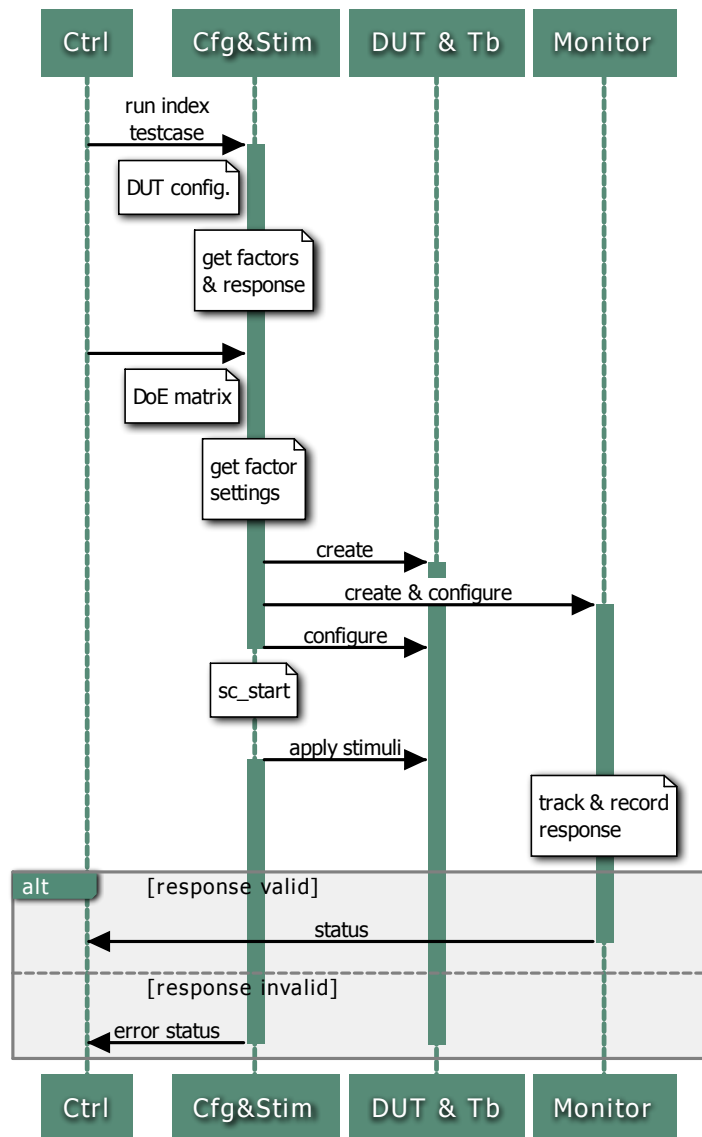 Ctrl
Cfg&Stim
DUT & Tb
Monitor
run index
testcase
DUT config.
get factors
& response
DoE matrix
get factor
settings
create
create & configure
configure
sc_start
apply stimuli
track & record
response
alt
[response valid]
status
[response invalid]
error status
Ctrl
Cfg&Stim
DUT & Tb
Monitor